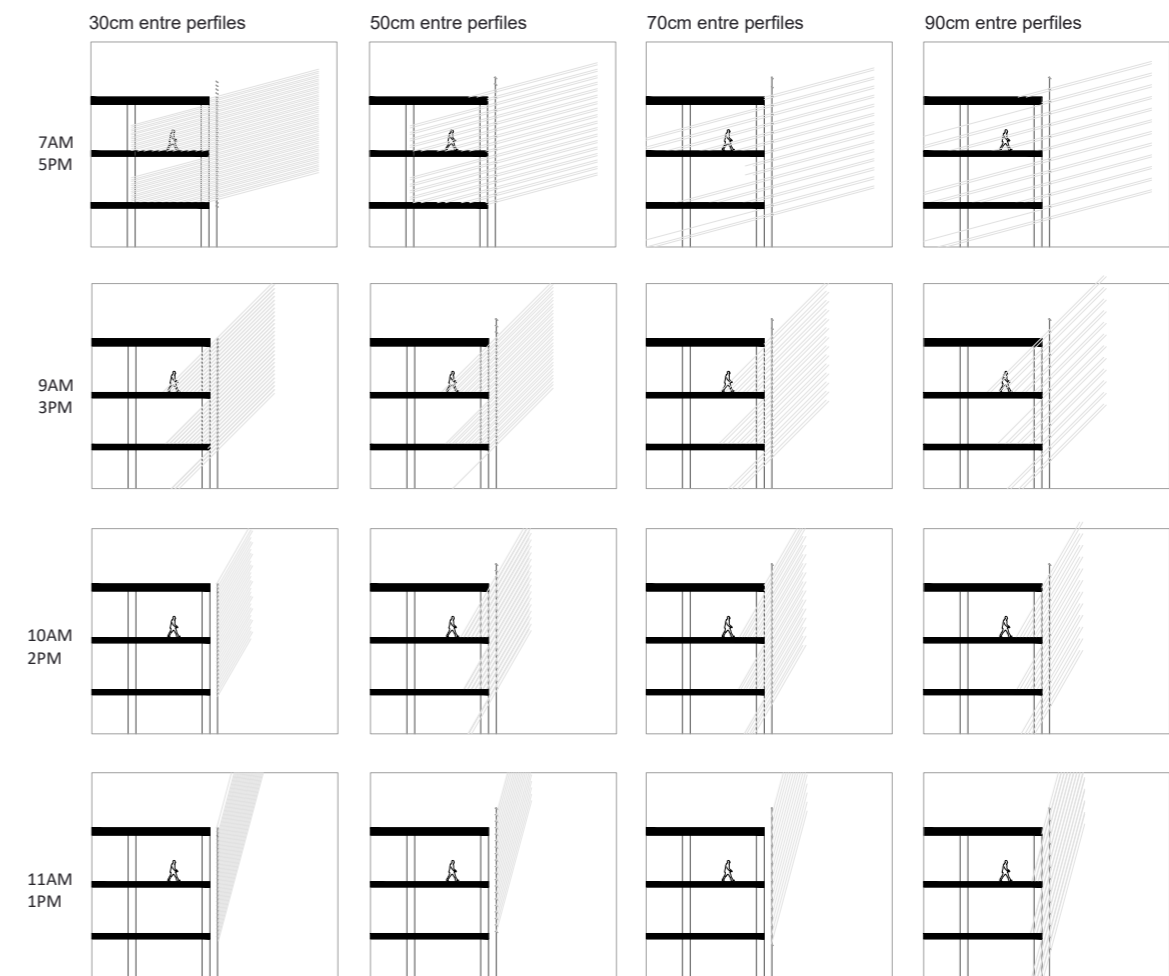 30cm entre perfiles
50cm entre perfiles
70cm entre perfiles
90cm entre perfiles
7AM
5PM
9AM
3PM
10AM
2PM
11AM
1PM